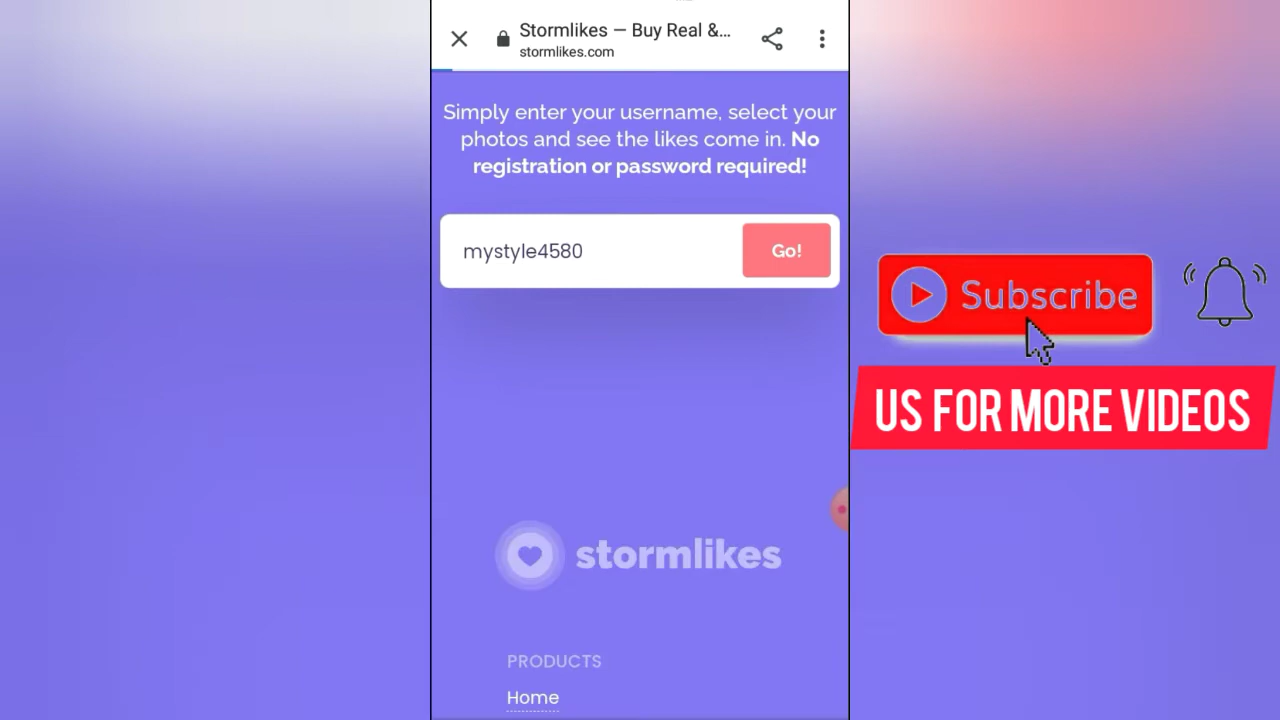 Stormlikes — Buy Real &...
stormlikes.com
Simply enter your username, select your
photos and see the likes come in. No
registration or password required!
mystyle4580
Go!
Subscribe
US FOR MORE VIDEOS
stormlikes
PRODUCTS
Home